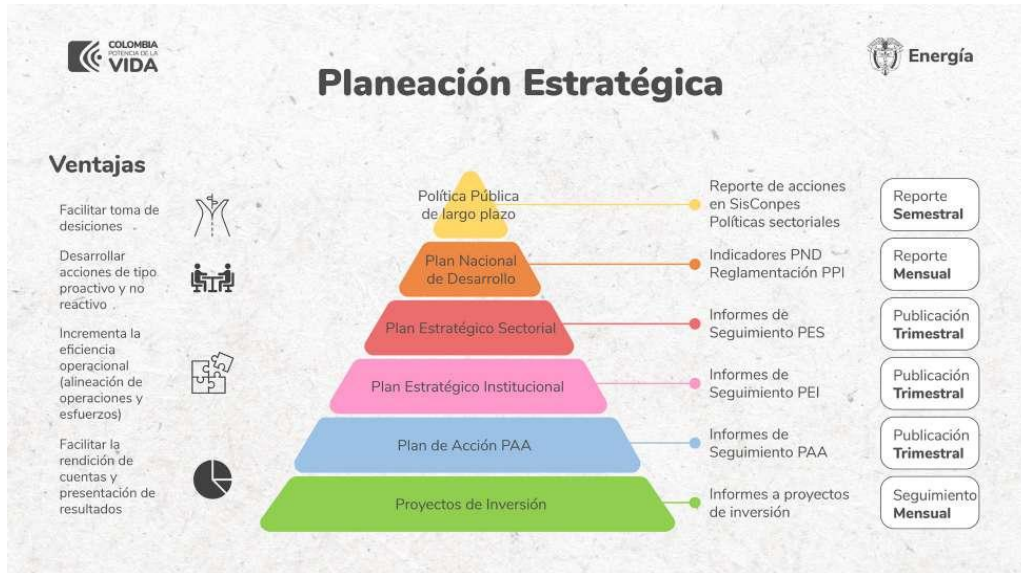 COLOMBIA
POTENCIA DE LA
VIDA
Energía
Planeación Estratégica
Ventajas
Facilitar toma de
desiciones
Desarrollar
acciones de tipo
proactivo y no
reactivo
Incrementa la
eficiencia
operacional
(alineación de
operaciones y
esfuerzos)
Facilitar la
rendición de
cuentas y
presentación de
resultados
Política Pública
de largo plazo
Reporte de acciones
en SisConpes
Políticas sectoriales
Reporte
Semestral
Plan Nacional
de Desarrollo
Indicadores PND
Reglamentación PPI
Reporte
Mensual
Plan Estratégico Sectorial
Informes de
Seguimiento PES
Publicación
Trimestral
Plan Estratégico Institucional
Informes de
Seguimiento PEI
Publicación
Trimestral
Plan de Acción PAA
Informes de
Seguimiento PAA
Publicación
Trimestral
Proyectos de Inversión
Informes a proyectos
de inversión
Seguimiento
Mensual